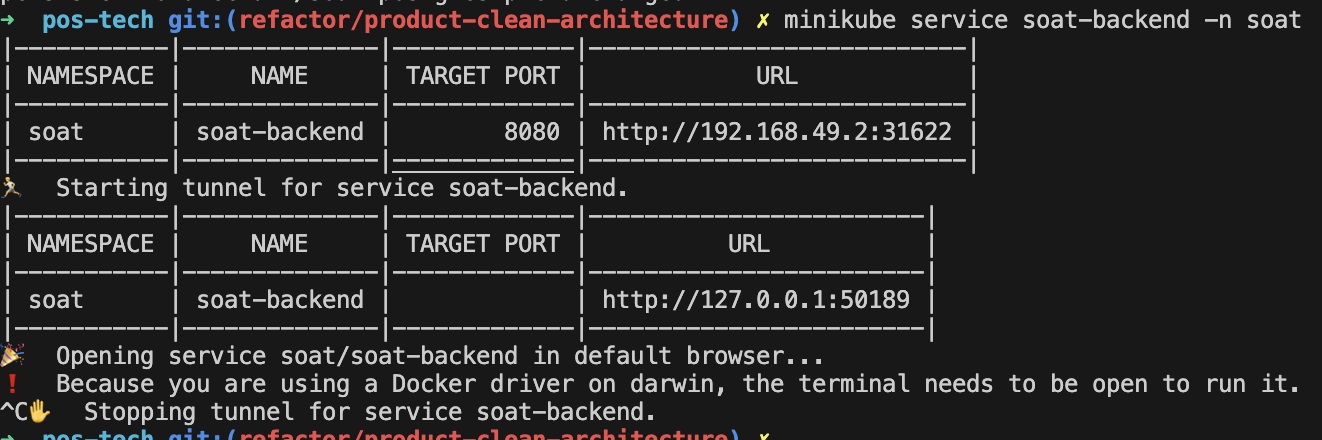 ➜  pos-tech git:(refactor/product-clean-architecture) ✗ minikube service soat-backend -n soat
|-----------|--------------|-------------|---------------------------|
| NAMESPACE |     NAME     | TARGET PORT |            URL            |
|-----------|--------------|-------------|---------------------------|
| soat      | soat-backend |        8080 | http://192.168.49.2:31622 |
|-----------|--------------|-------------|---------------------------|
🏃  Starting tunnel for service soat-backend.
|-----------|--------------|-------------|------------------------|
| NAMESPACE |     NAME     | TARGET PORT |          URL           |
|-----------|--------------|-------------|------------------------|
| soat      | soat-backend |             | http://127.0.0.1:50189 |
|-----------|--------------|-------------|------------------------|
🎉  Opening service soat/soat-backend in default browser...
❗  Because you are using a Docker driver on darwin, the terminal needs to be open to run it.
^C✋  Stopping tunnel for service soat-backend.
➜  pos-tech git:(refactor/product-clean-architecture) ✗